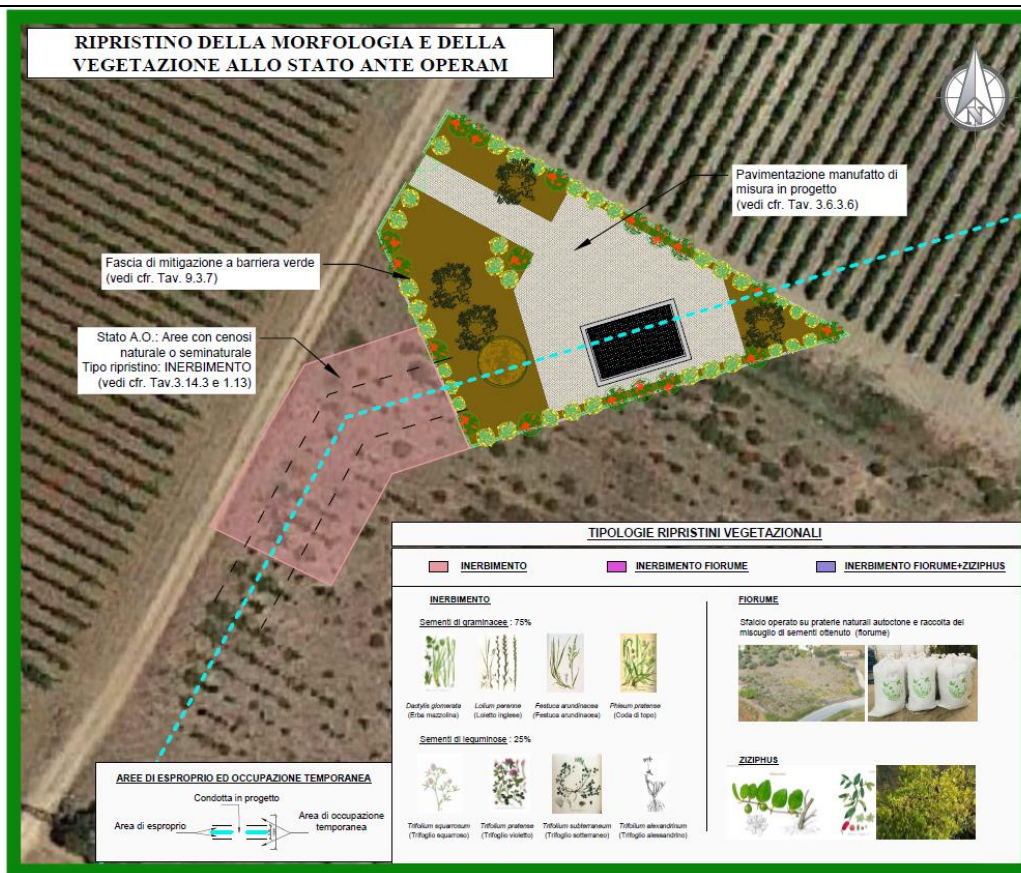 RIPRISTINO DELLA MORFOLOGIA E DELLA
VEGETAZIONE ALLO STATO ANTE OPERAM
N
Pavimentazione manufatto di
misura in progetto
(vedi cfr. Tav. 3.6.3.6)
Fascia di mitigazione a barriera verde
(vedi cfr. Tav. 9.3.7)
Stato A.O.: Aree con cenosi
naturale o seminaturale
Tipo ripristino: INERBIMENTO
(vedi cfr. Tav.3.14.3 e 1.13)
TIPOLOGIE RIPRISTINI VEGETAZIONALI
INERBIMENTO
INERBIMENTO FIORUME
INERBIMENTO FIORUME+ZIZIPHUS
INERBIMENTO
Sementi di graminacee : 75%
Dactylis glomerata
(Erba mazzolina)
Lolium perenne
(Loietto inglese)
Festuca arundinacea
(Festuca arundinacea)
Phleum pratense
(Coda di topo)
Sementi di leguminose : 25%
Trifolium squarrosum
(Trifoglio squarroso)
Trifolium pratense
(Trifoglio violetto)
Trifolium subterraneum
(Trifoglio sotterraneo)
Trifolium alexandrinum
(Trifoglio alessandrino)
FIORUME
Sfalcio operato su praterie naturali autoctone e raccolta del
miscuglio di sementi ottenuto (fiorume)
ZIZIPHUS
AREE DI ESPROPRIO ED OCCUPAZIONE TEMPORANEA
Condotta in progetto
Area di esproprio
Area di occupazione
temporanea